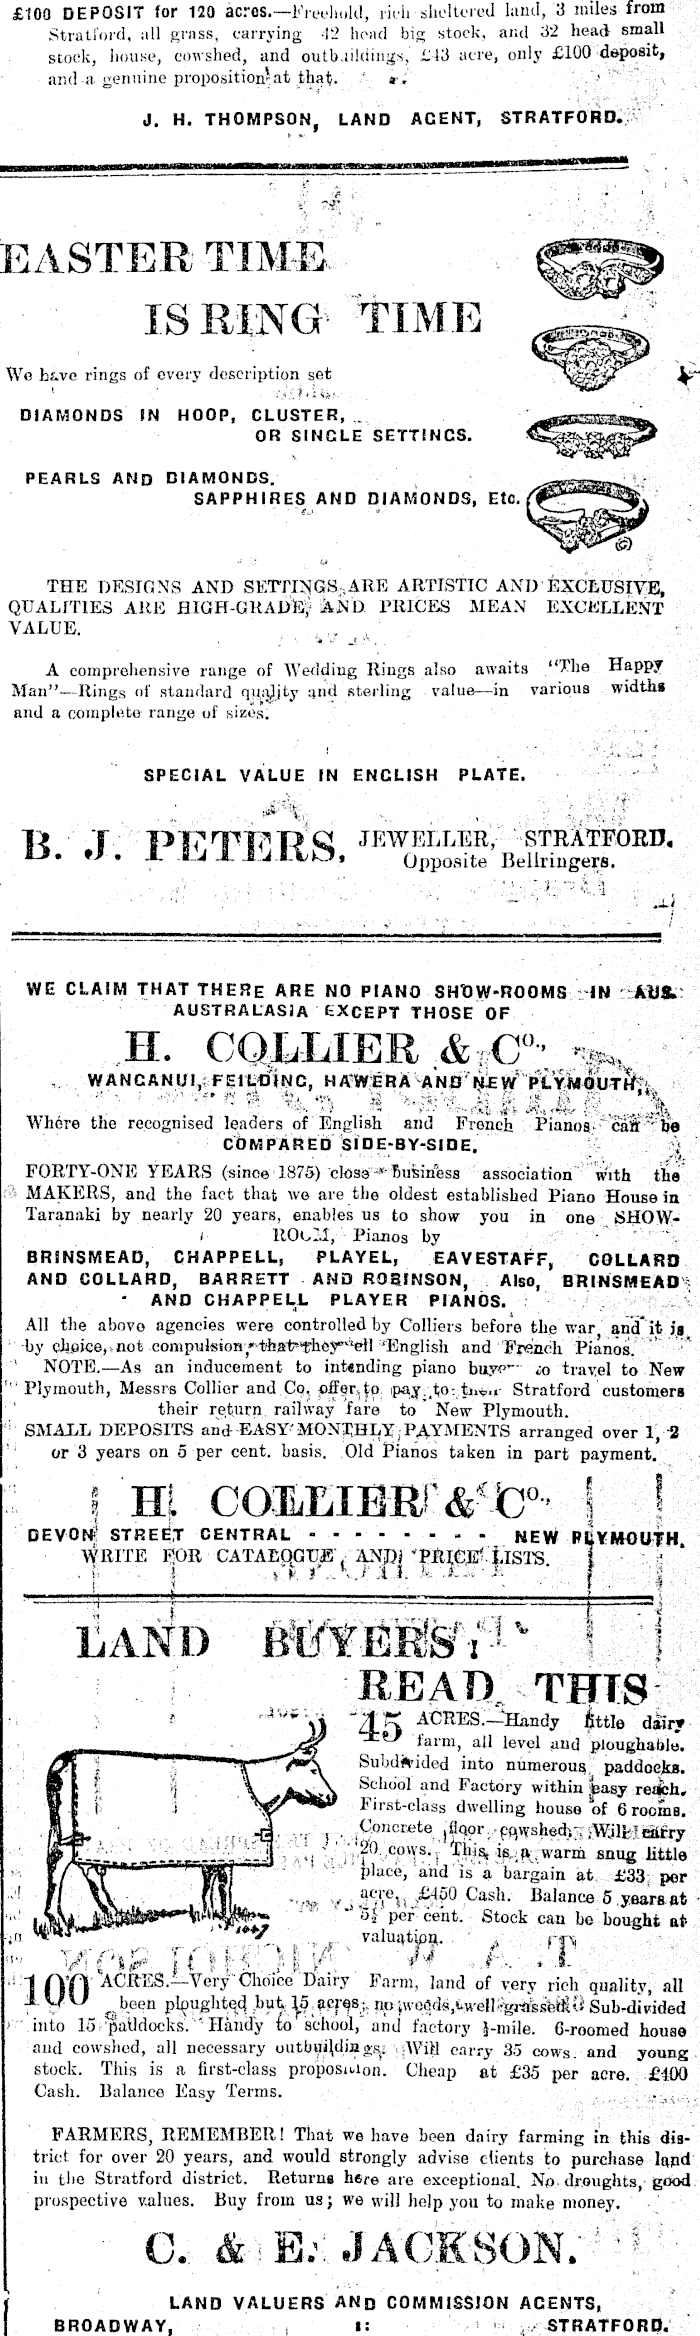 £100 DEPOSIT for 120 acres.—Freehold, rich sheltered land, 3 miles from
Stratford, all grass, carrying 42 head big stock, and 32 head small
stock, house, cowshed, and outbuildings, £43 acre, only £100 deposit,
and a genuine proposition at that.
J. H. THOMPSON, LAND AGENT, STRATFORD.
EASTER TIME
IS RING TIME
We have rings of every description set
DIAMONDS IN HOOP, CLUSTER,
OR SINGLE SETTINGS.
PEARLS AND DIAMONDS.
SAPPHIRES AND DIAMONDS, Etc.
THE DESIGNS AND SETTINGS ARE ARTISTIC AND EXCLUSIVE,
QUALITIES ARE HIGH-GRADE, AND PRICES MEAN EXCELLENT
VALUE.
A comprehensive range of Wedding Rings also awaits "The Happy
Man"—Rings of standard quality and sterling value—in various widths
and a complete range of sizes.
SPECIAL VALUE IN ENGLISH PLATE.
B. J. PETERS, JEWELLER, STRATFORD.
Opposite Bellringers.
WE CLAIM THAT THERE ARE NO PIANO SHOW-ROOMS IN AUS.
AUSTRALASIA EXCEPT THOSE OF
H. COLLIER & Co.,
WANGANUI, FEILDING, HAWERA AND NEW PLYMOUTH,
Where the recognised leaders of English and French Pianos can be
COMPARED SIDE-BY-SIDE.
FORTY-ONE YEARS (since 1875) close business association with the
MAKERS, and the fact that we are the oldest established Piano House in
Taranaki by nearly 20 years, enables us to show you in one SHOW-
ROOM, Pianos by
BRINSMEAD, CHAPPELL, PLAYEL, EAVESTAFF, COLLARD
AND COLLARD, BARRETT AND ROBINSON, Also, BRINSMEAD
AND CHAPPELL PLAYER PIANOS.
All the above agencies were controlled by Colliers before the war, and it is
by choice, not compulsion, that they sell English and French Pianos.
NOTE.—As an inducement to intending piano buyers to travel to New
Plymouth, Messrs Collier and Co. offer to pay to their Stratford customers
their return railway fare to New Plymouth.
SMALL DEPOSITS and EASY MONTHLY PAYMENTS arranged over 1, 2
or 3 years on 5 per cent. basis. Old Pianos taken in part payment.
H. COLLIER & Co.,
DEVON STREET CENTRAL - - - - - - - - NEW PLYMOUTH.
WRITE FOR CATALOGUE AND PRICE LISTS.
LAND BUYERS!
READ THIS
45 ACRES.—Handy little dairy
farm, all level and ploughable.
Subdivided into numerous paddocks.
School and Factory within easy reach.
First-class dwelling house of 6 rooms.
Concrete floor cowshed. Will carry
20 cows. This is a warm snug little
place, and is a bargain at £33 per
acre, £450 Cash. Balance 5 years at
5½ per cent. Stock can be bought at
valuation.
100 ACRES.—Very Choice Dairy Farm, land of very rich quality, all
been ploughted but 15 acres; no weeds, well grassed. Sub-divided
into 15 paddocks. Handy to school, and factory ½-mile. 6-roomed house
and cowshed, all necessary outbuildings. Will carry 35 cows and young
stock. This is a first-class proposition. Cheap at £35 per acre. £400
Cash. Balance Easy Terms.
FARMERS, REMEMBER! That we have been dairy farming in this dis-
trict for over 20 years, and would strongly advise clients to purchase land
in the Stratford district. Returns here are exceptional. No droughts, good
prospective values. Buy from us; we will help you to make money.
C. & E. JACKSON.
LAND VALUERS AND COMMISSION AGENTS,
BROADWAY, :: STRATFORD.